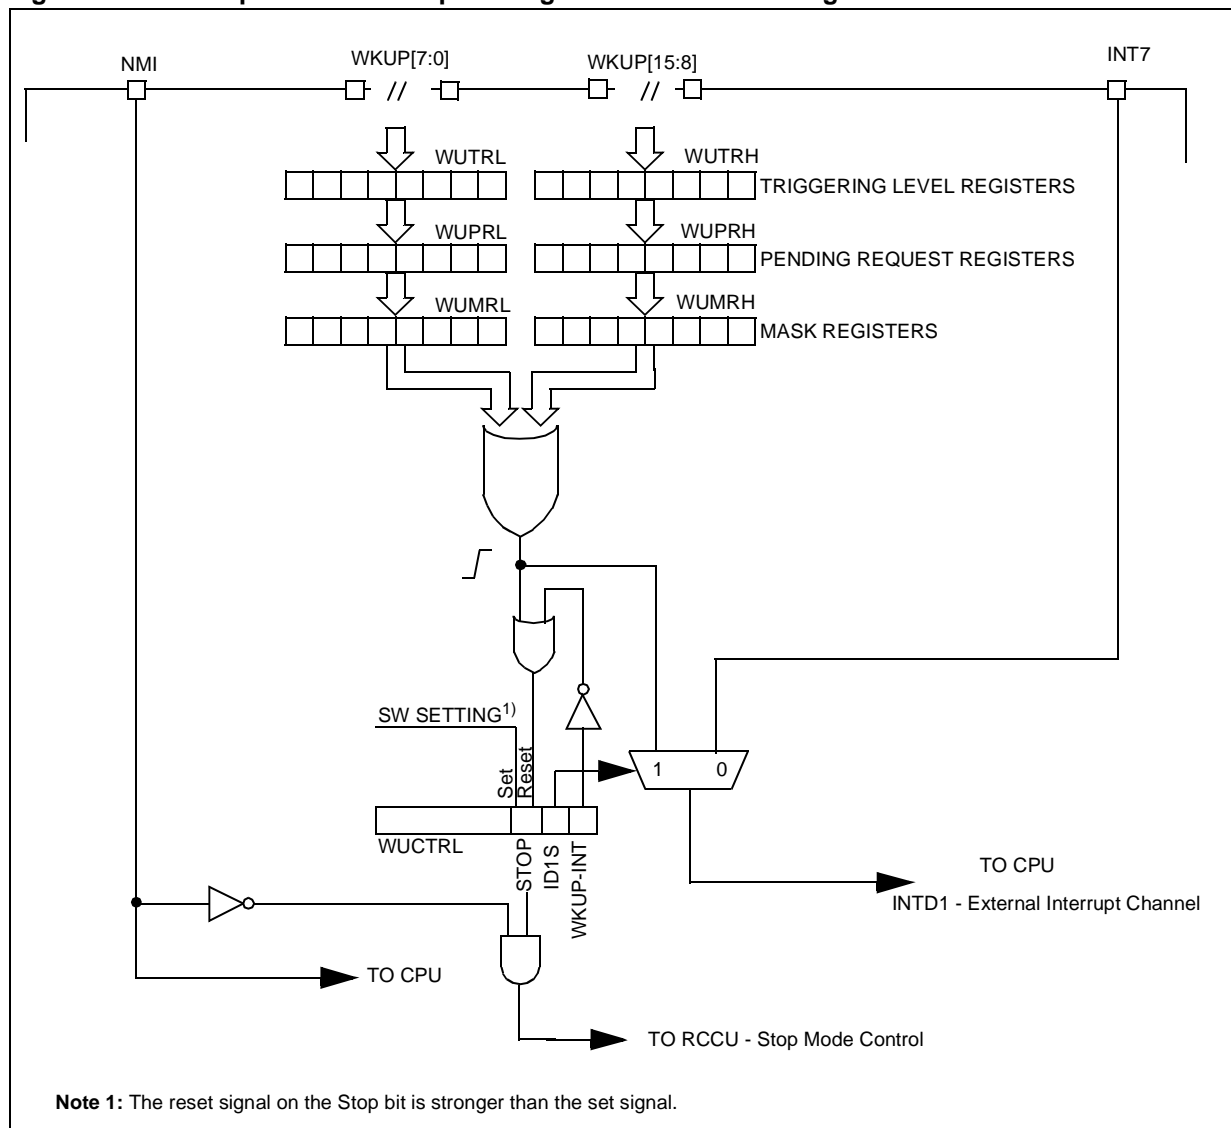 NMI
WKUP[7:0]
WKUP[15:8]
INT7
//
//
WUTRL
WUTRH
TRIGGERING LEVEL REGISTERS
WUPRL
WUPRH
PENDING REQUEST REGISTERS
WUMRL
WUMRH
MASK REGISTERS
SW SETTING1)
Set
Reset
1
0
WUCTRL
STOP
ID1S
WKUP-INT
TO CPU
INTD1 - External Interrupt Channel
TO CPU
TO RCCU - Stop Mode Control
Note 1: The reset signal on the Stop bit is stronger than the set signal.